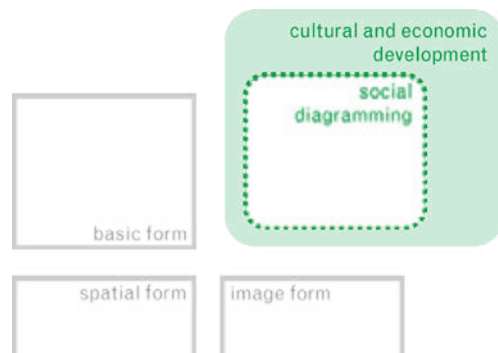 cultural and economic
development
social
diagramming
basic form
spatial form
image form